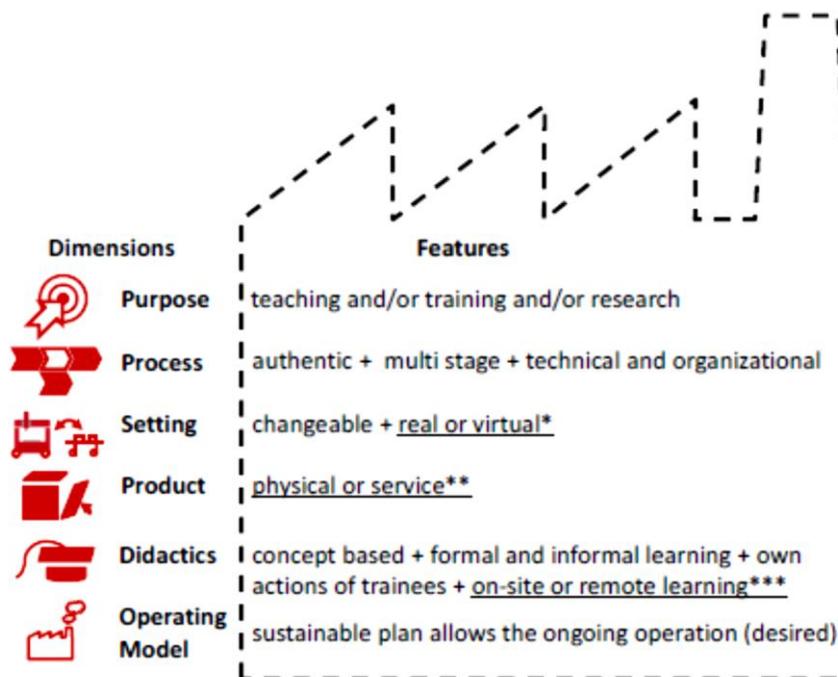 Dimensions Features
Purpose teaching and/or training and/or research
Process authentic + multi stage + technical and organizational
Setting changeable + real or virtual*
Product physical or service**
Didactics concept based + formal and informal learning + own
actions of trainees + on-site or remote learning***
Operating
Model sustainable plan allows the ongoing operation (desired)